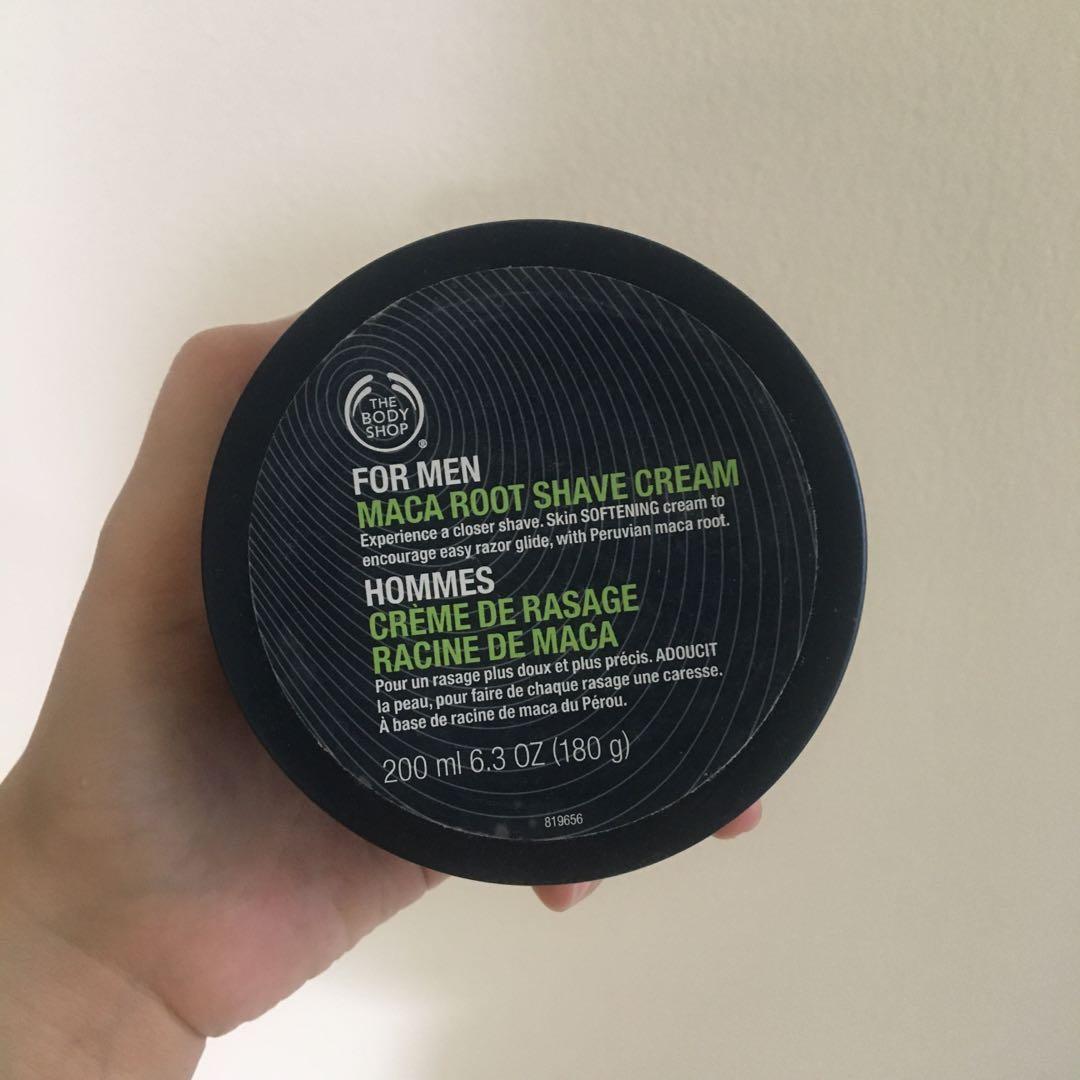 THE
BODY
SHOP
®
FOR MEN
MACA ROOT SHAVE CREAM
Experience a closer shave. Skin SOFTENING cream to
encourage easy razor glide, with Peruvian maca root.
HOMMES
CRÈME DE RASAGE
RACINE DE MACA
Pour un rasage plus doux et plus précis. ADOUCIT
la peau, pour faire de chaque rasage une caresse.
À base de racine de maca du Pérou.
200 ml 6.3 OZ (180 g)
819656